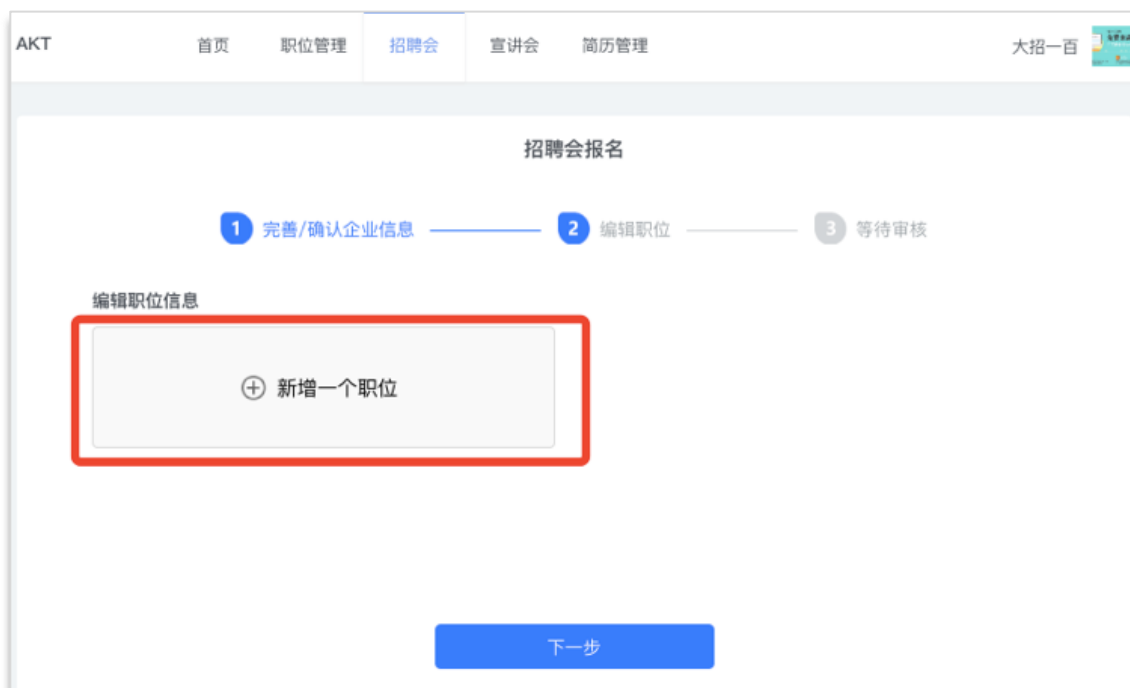 AKT 首页 职位管理 招聘会 宣讲会 简历管理 大招一百
招聘会报名
1 完善/确认企业信息 2 编辑职位 3 等待审核
编辑职位信息
新增一个职位
下一步